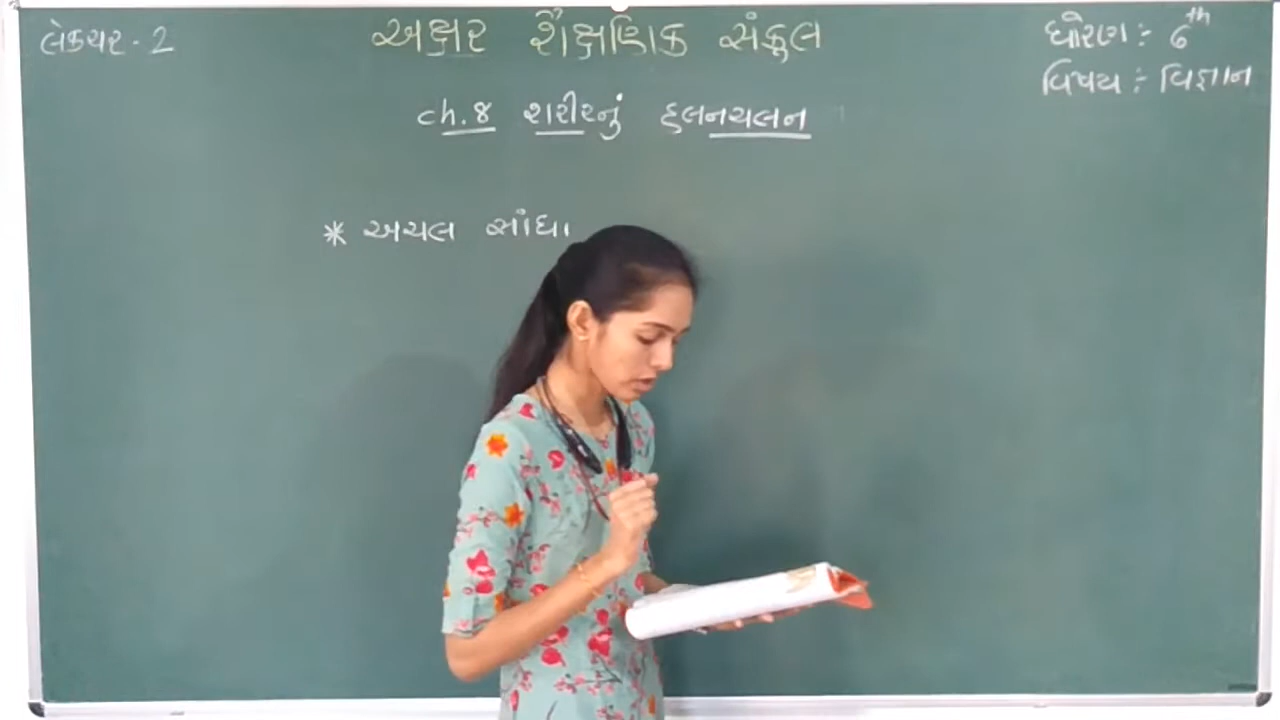 લેક્ચર - 2
અક્ષર શૈક્ષણિક સંકુલ
ધોરણ :- 6th
વિષય :- વિજ્ઞાન
ch. 8 શરીરનું હલનચલન
* અચલ સાંધા